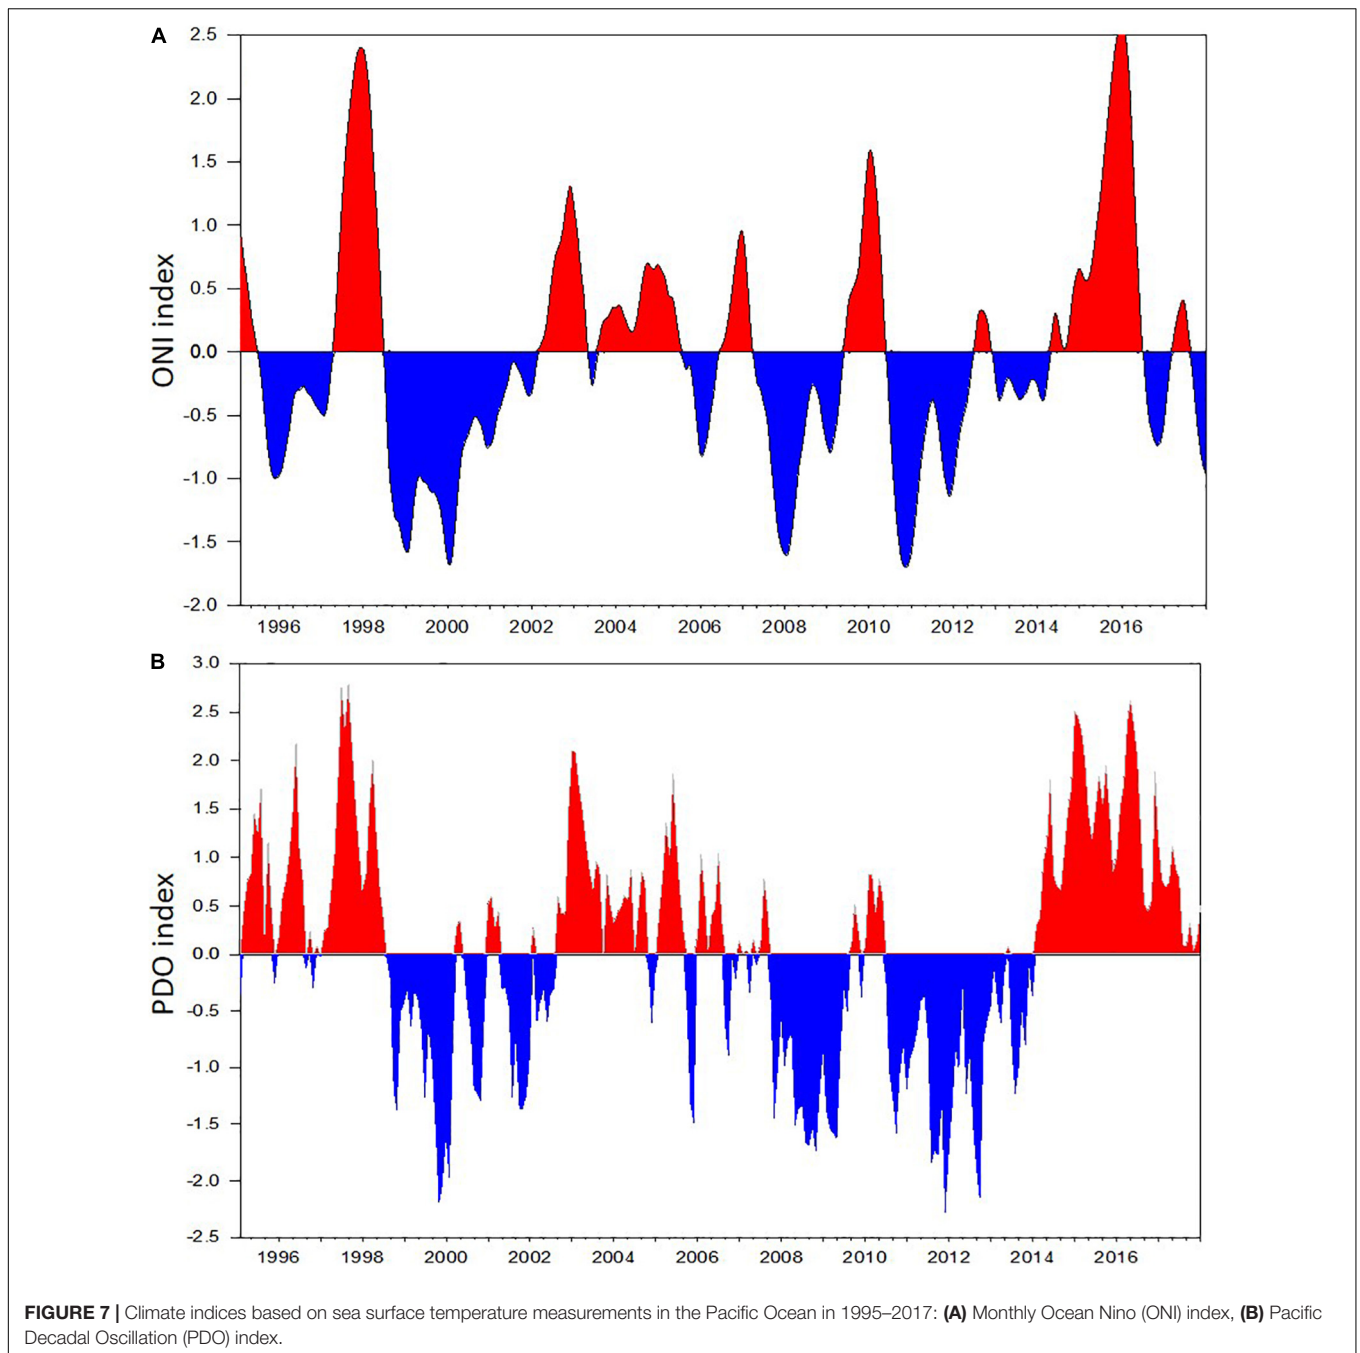 A
2.5
2.0
1.5
1.0
0.5
0.0
-0.5
-1.0
-1.5
-2.0
ONI index
1996 1998 2000 2002 2004 2006 2008 2010 2012 2014 2016
B
3.0
2.5
2.0
1.5
1.0
0.5
0.0
-0.5
-1.0
-1.5
-2.0
-2.5
PDO index
1996 1998 2000 2002 2004 2006 2008 2010 2012 2014 2016
FIGURE 7 | Climate indices based on sea surface temperature measurements in the Pacific Ocean in 1995–2017: (A) Monthly Ocean Nino (ONI) index, (B) Pacific
Decadal Oscillation (PDO) index.